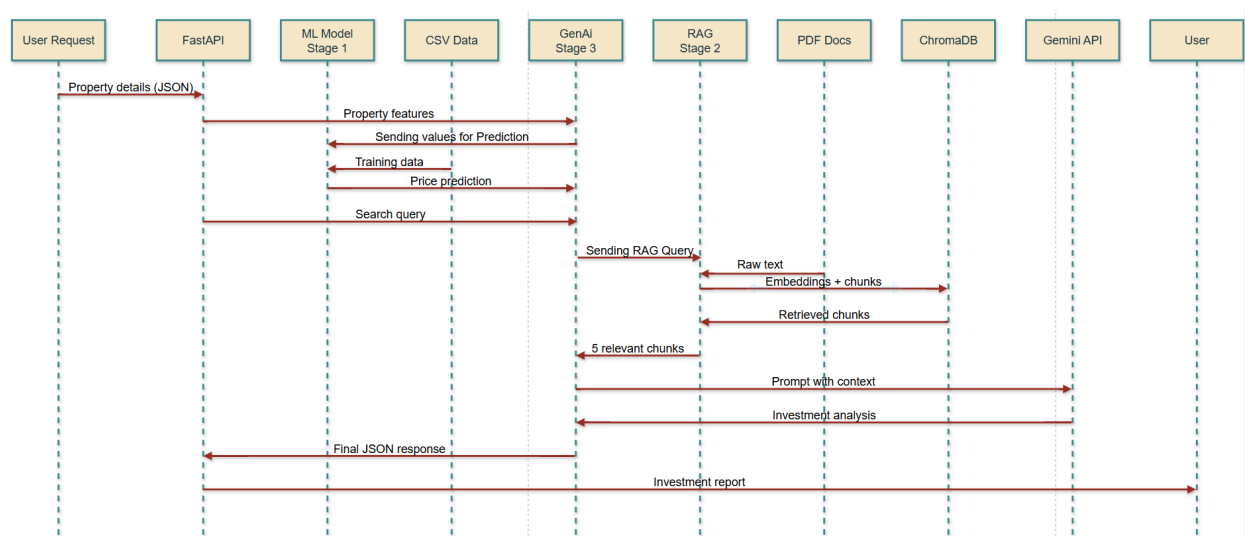 User Request
FastAPI
ML Model
Stage 1
CSV Data
GenAi
Stage 3
RAG
Stage 2
PDF Docs
ChromaDB
Gemini API
User
Property details (JSON)
Property features
Sending values for Prediction
Training data
Price prediction
Search query
Sending RAG Query
Raw text
Embeddings + chunks
Retrieved chunks
5 relevant chunks
Prompt with context
Investment analysis
Final JSON response
Investment report